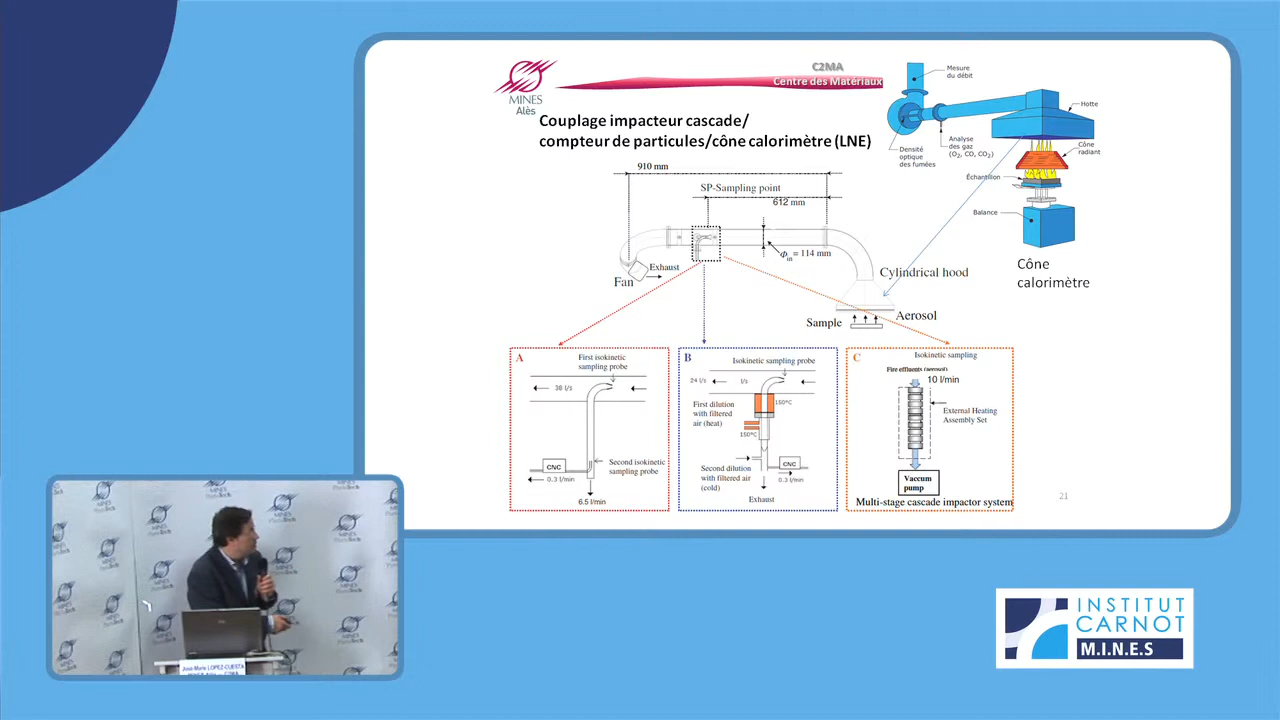 MINES
Alès
C2MA
Centre des Matériaux
Couplage impacteur cascade/
compteur de particules/cône calorimètre (LNE)
Mesure
du débit
Hotte
Analyse
des gaz
(O2, CO, CO2)
Densité
optique
des fumées
Cône
radiant
Échantillon
Balance
Cône
calorimètre
910 mm
SP-Sampling point
612 mm
Φin = 114 mm
Exhaust
Fan
Cylindrical hood
Sample
Aerosol
A
First isokinetic
sampling probe
38 l/s
CNC
Second isokinetic
sampling probe
0.3 l/min
6.5 l/min
B
Isokinetic sampling probe
24 l/s
l/s
First dilution
with filtered
air (heat)
150°C
150°C
Second dilution
with filtered air
(cold)
CNC
0.3 l/min
Exhaust
C
Isokinetic sampling
Fire effluents (aerosol)
10 l/min
External Heating
Assembly Set
Vaccum
pump
Multi-stage cascade impactor system
21
MINES
ParisTech
José-Marie LOPEZ-CUESTA
INSTITUT
CARNOT
M.I.N.E.S